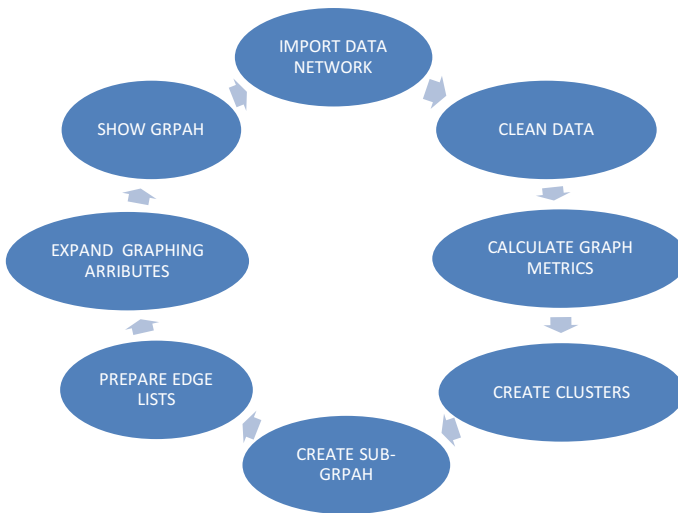 IMPORT DATA
NETWORK
CLEAN DATA
CALCULATE GRAPH
METRICS
CREATE CLUSTERS
CREATE SUB-
GRPAH
PREPARE EDGE
LISTS
EXPAND  GRAPHING
ARRIBUTES
SHOW GRPAH